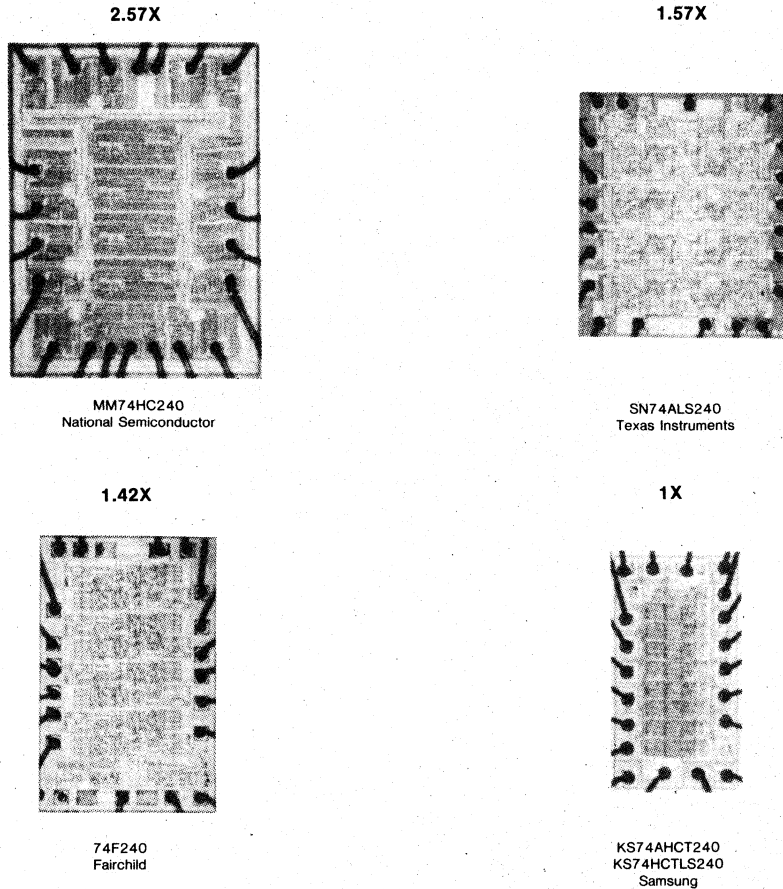 2.57X
1.57X
MM74HC240
National Semiconductor
SN74ALS240
Texas Instruments
1.42X
1X
74F240
Fairchild
KS74AHCT240
KS74HCTLS240
Samsung